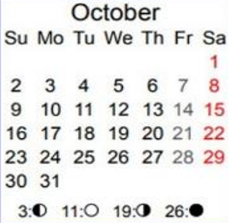 October
Su Mo Tu We Th Fr Sa
1
2 3 4 5 6 7 8
9 10 11 12 13 14 15
16 17 18 19 20 21 22
23 24 25 26 27 28 29
30 31
3:◐ 11:○ 19:◑ 26:●